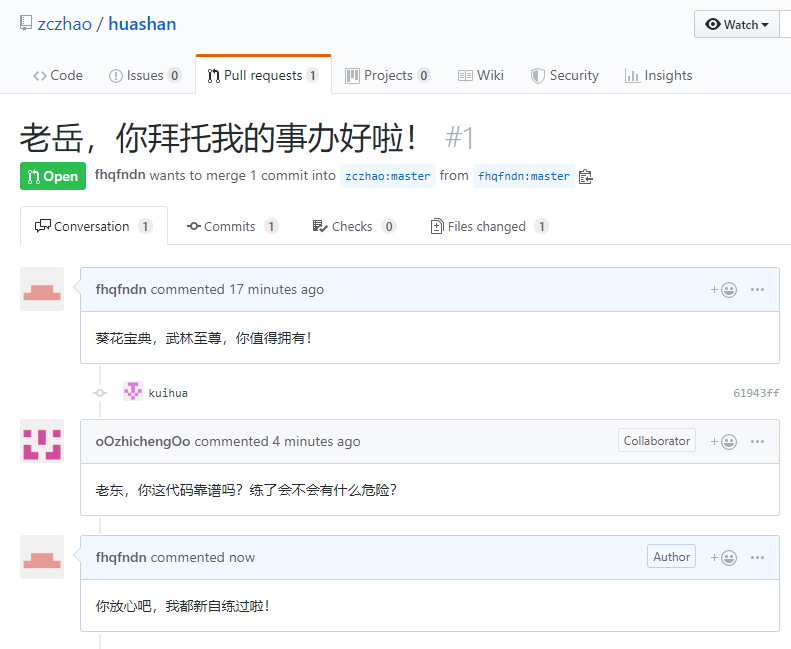 zczhao / huashan
Watch
Code
Issues 0
Pull requests 1
Projects 0
Wiki
Security
Insights
老岳，你拜托我的事办好啦！ #1
Open
fhqfndn wants to merge 1 commit into zczhao:master from fhqfndn:master
Conversation 1
Commits 1
Checks 0
Files changed 1
fhqfndn commented 17 minutes ago
葵花宝典，武林至尊，你值得拥有！
kuihua
61943ff
oOzhichengOo commented 4 minutes ago
Collaborator
老东，你这代码靠谱吗？练了会不会有什么危险？
fhqfndn commented now
Author
你放心吧，我都新自练过啦！